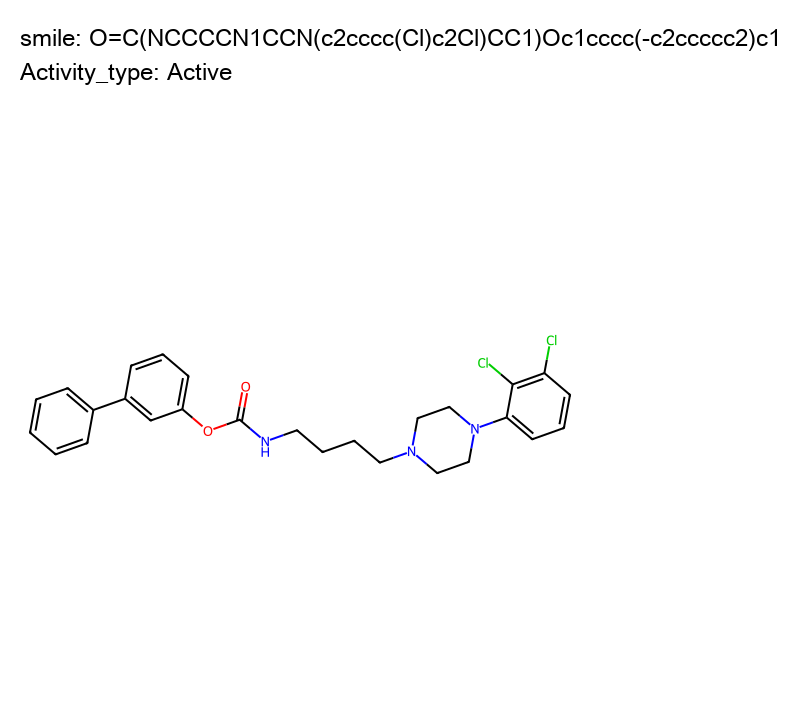 smile: O=C(NCCCCN1CCN(c2cccc(Cl)c2Cl)CC1)Oc1cccc(-c2ccccc2)c1
Activity_type: Active
Cl
Cl
O
N
O
N
H
N